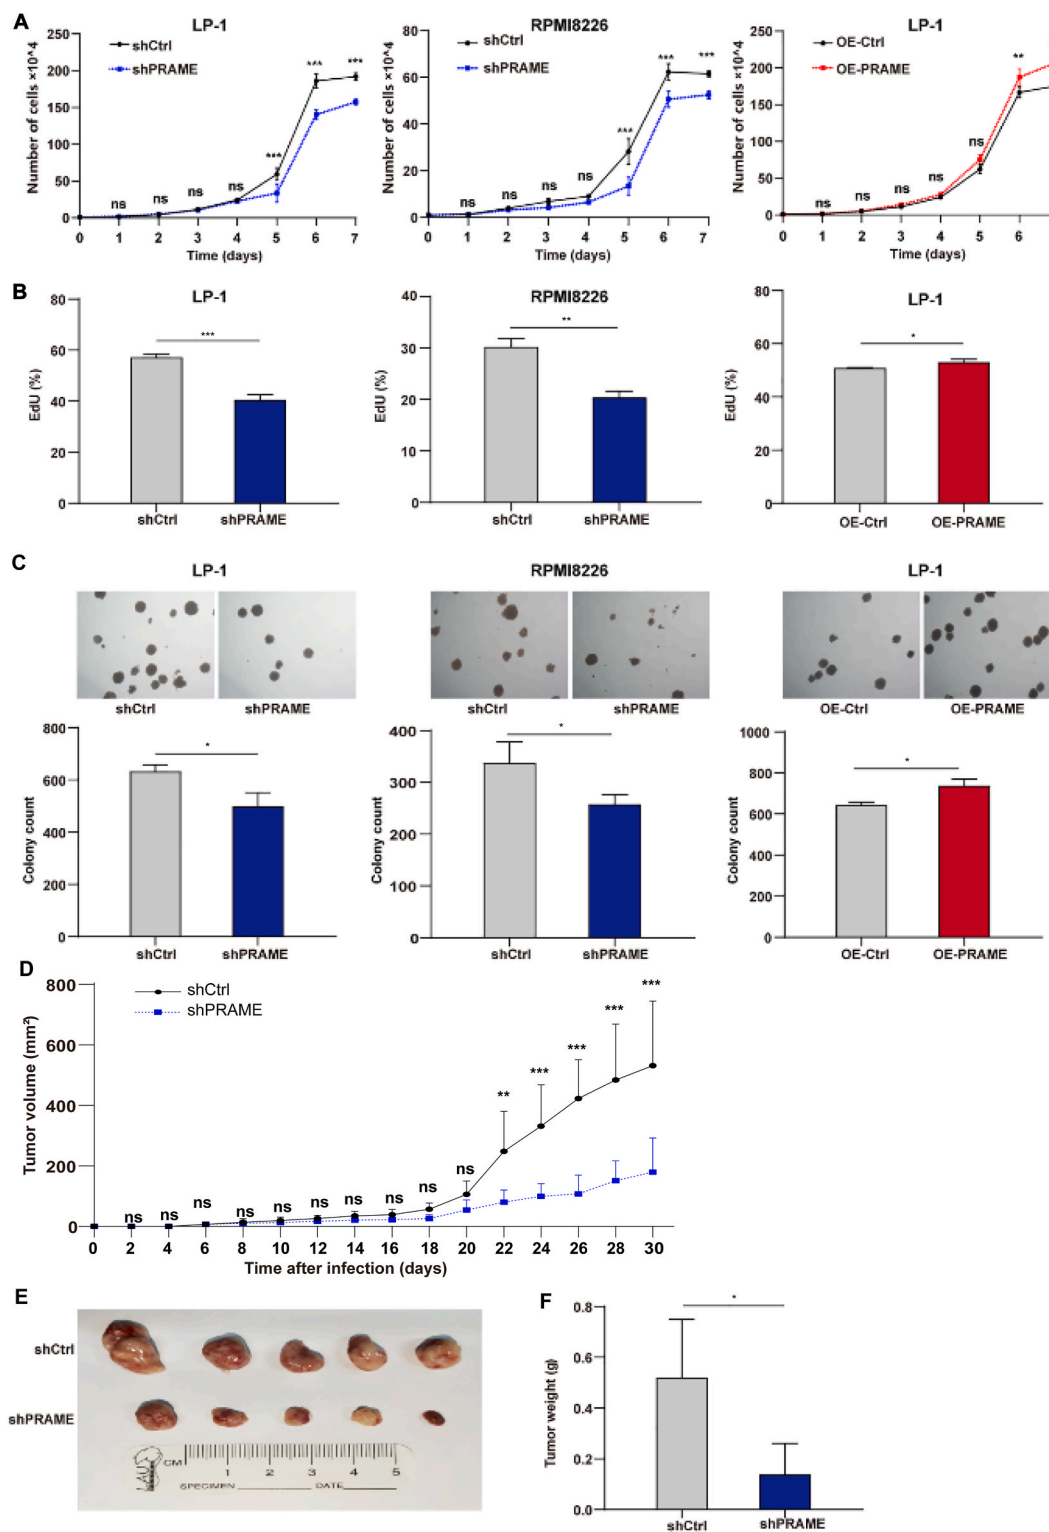 A
LP-1
Number of cells ×10^4
250
200
150
100
50
0
shCtrl
shPRAME
ns
ns
ns
ns
***
***
***
0 1 2 3 4 5 6 7
Time (days)
RPMI8226
Number of cells ×10^4
80
60
40
20
0
shCtrl
shPRAME
ns
ns
ns
ns
***
***
***
0 1 2 3 4 5 6 7
Time (days)
LP-1
Number of cells ×10^4
250
200
150
100
50
0
OE-Ctrl
OE-PRAME
ns
ns
ns
ns
ns
**
0 1 2 3 4 5 6
Time (days)
B
LP-1
EdU (%)
80
60
40
20
0
***
shCtrl shPRAME
RPMI8226
EdU (%)
40
30
20
10
0
**
shCtrl shPRAME
LP-1
EdU (%)
80
60
40
20
0
*
OE-Ctrl OE-PRAME
C
LP-1
shCtrl shPRAME
Colony count
800
600
400
200
0
*
shCtrl shPRAME
RPMI8226
shCtrl shPRAME
Colony count
400
300
200
100
0
*
shCtrl shPRAME
LP-1
OE-Ctrl OE-PRAME
Colony count
1000
800
600
400
200
0
*
OE-Ctrl OE-PRAME
D
Tumor volume (mm²)
800
600
400
200
0
shCtrl
shPRAME
ns ns ns ns ns ns ns ns ns ns ** *** *** *** ***
0 2 4 6 8 10 12 14 16 18 20 22 24 26 28 30
Time after infection (days)
E
shCtrl
shPRAME
CM 1 2 3 4 5
SPECIMEN DATE
F
Tumor weight (g)
0.8
0.6
0.4
0.2
0.0
*
shCtrl shPRAME